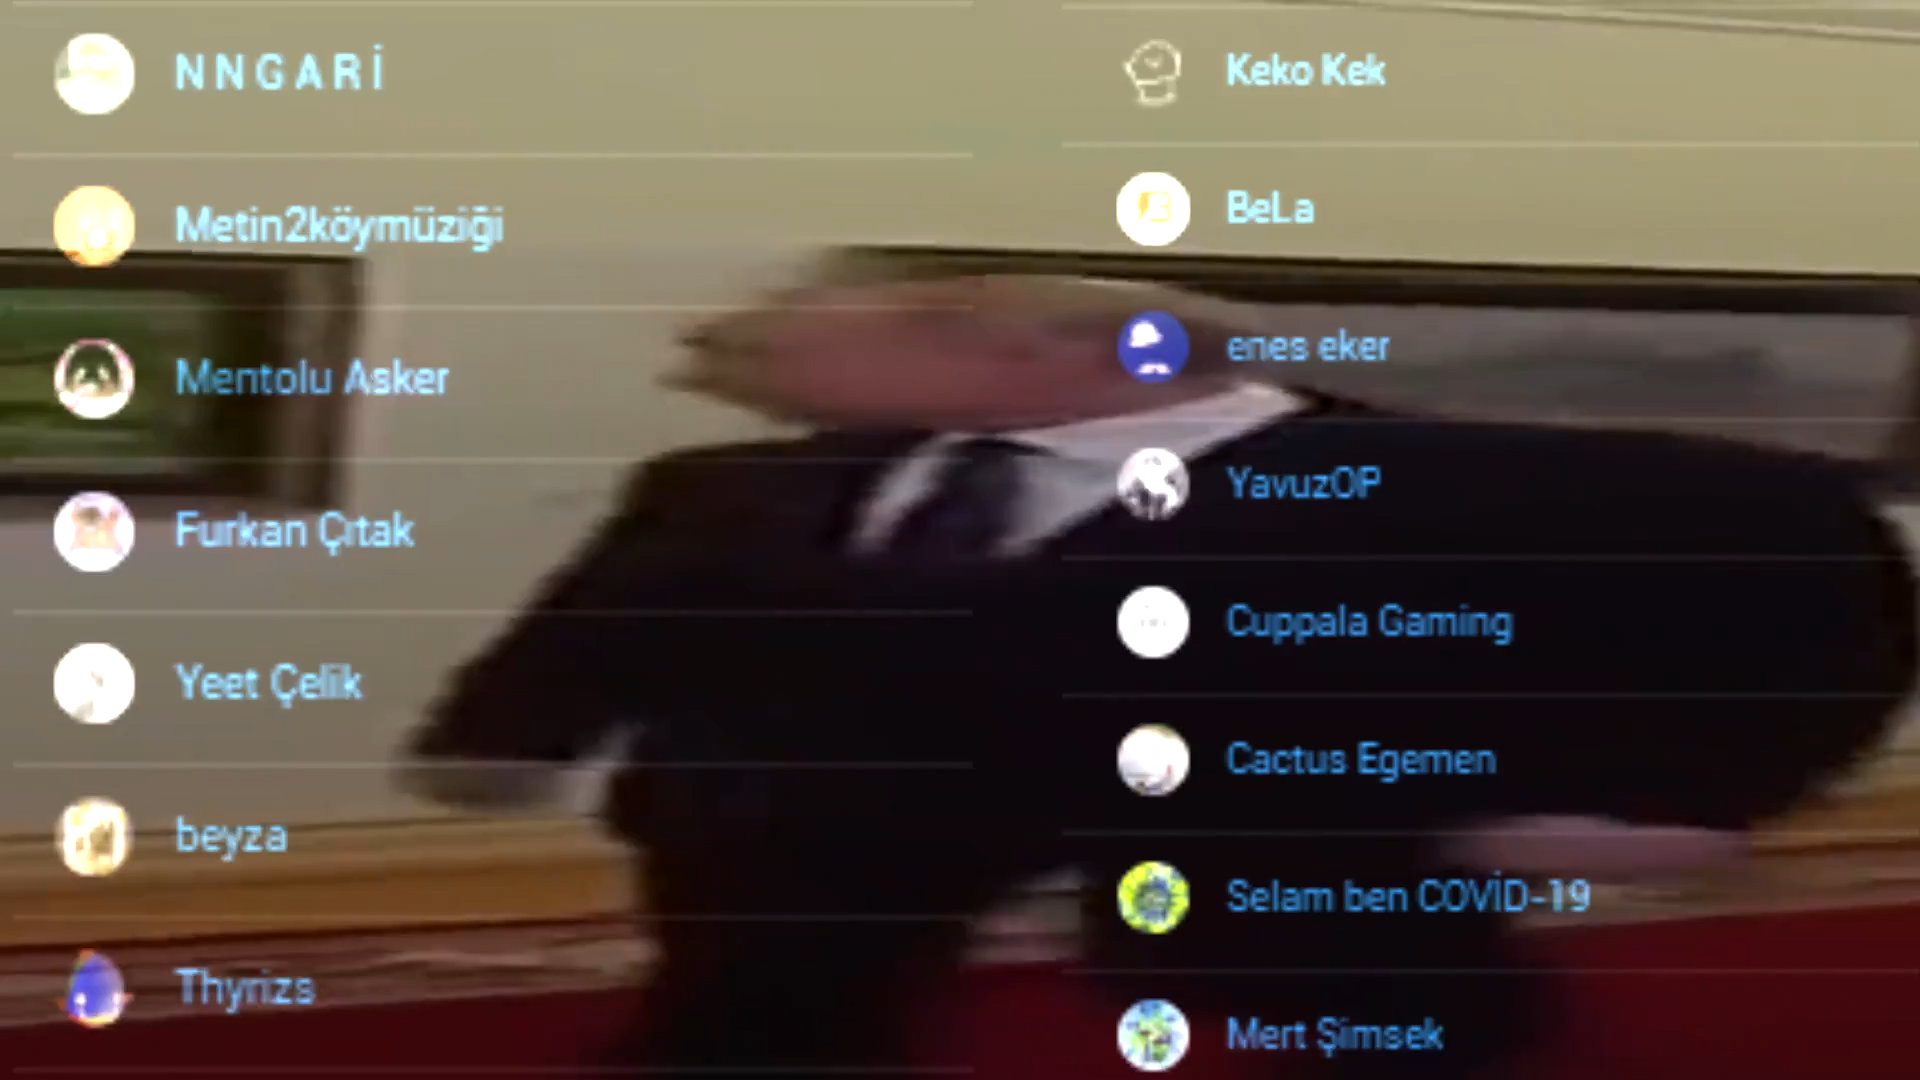 N N G A R İ
Metin2köymüziği
Mentolu Asker
Furkan Çıtak
Yeet Çelik
beyza
Thyrizs
Keko Kek
BeLa
enes eker
YavuzOP
Cuppala Gaming
Cactus Egemen
Selam ben COVİD-19
Mert Şimsek